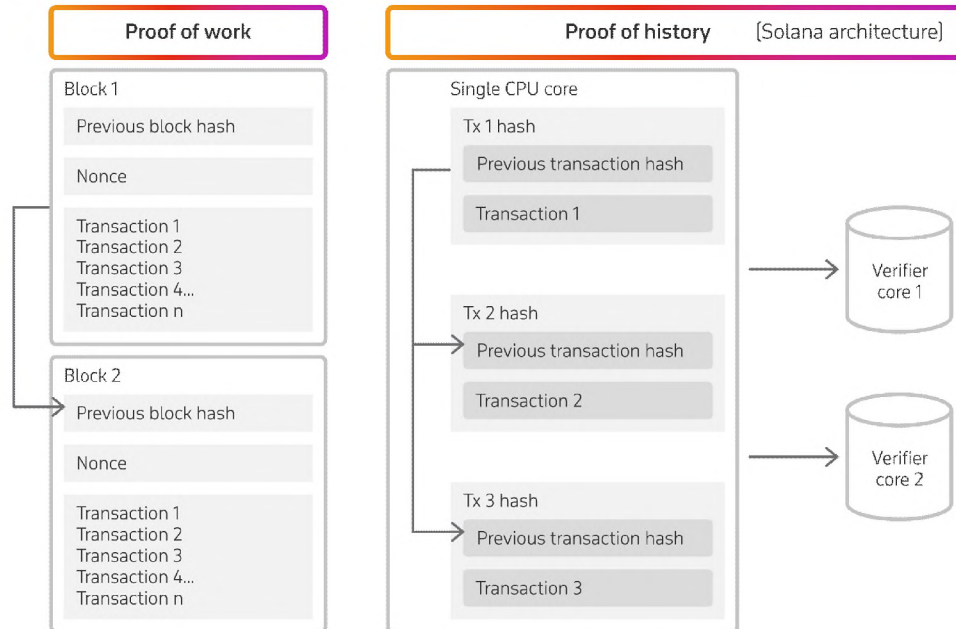 Proof of work
Block 1
Previous block hash
Nonce
Transaction 1
Transaction 2
Transaction 3
Transaction 4...
Transaction n
Block 2
Previous block hash
Nonce
Transaction 1
Transaction 2
Transaction 3
Transaction 4...
Transaction n
Proof of history [Solana architecture]
Single CPU core
Tx 1 hash
Previous transaction hash
Transaction 1
Tx 2 hash
Previous transaction hash
Transaction 2
Tx 3 hash
Previous transaction hash
Transaction 3
Verifier
core 1
Verifier
core 2